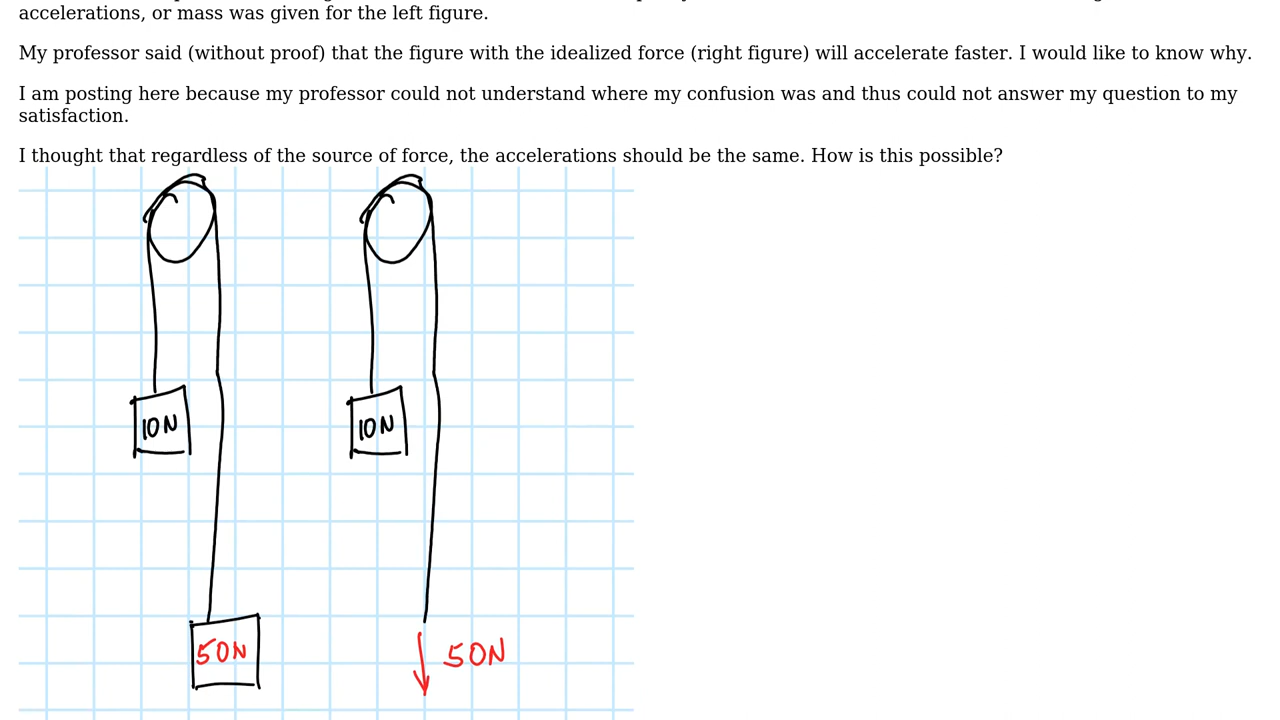 accelerations, or mass was given for the left figure.
My professor said (without proof) that the figure with the idealized force (right figure) will accelerate faster. I would like to know why.
I am posting here because my professor could not understand where my confusion was and thus could not answer my question to my
satisfaction.
I thought that regardless of the source of force, the accelerations should be the same. How is this possible?
10N 10N
50N 50N